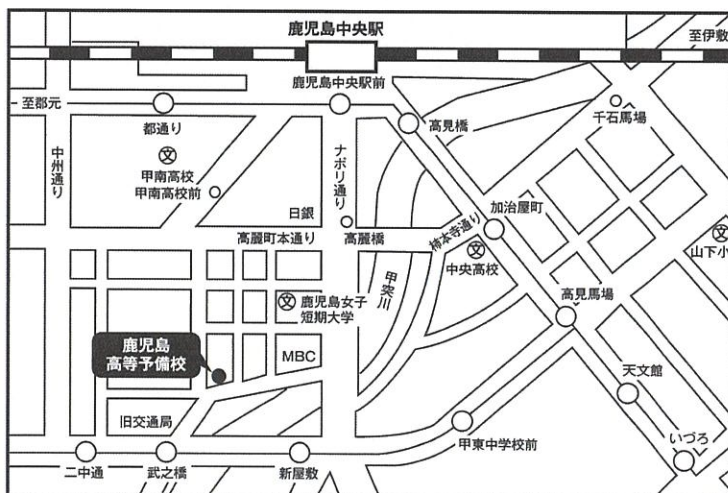 鹿児島中央駅
至伊敷
鹿児島中央駅前
至郡元
都通り
高見橋
千石馬場
中州通り
甲南高校
甲南高校前
ナポリ通り
日銀
高麗町本通り
高麗橋
柿本寺通り
加治屋町
中央高校
山下小
甲突川
鹿児島女子
短期大学
高見馬場
鹿児島
高等予備校
MBC
天文館
旧交通局
甲東中学校前
いづろ
二中通
武之橋
新屋敷
文
文
文
文